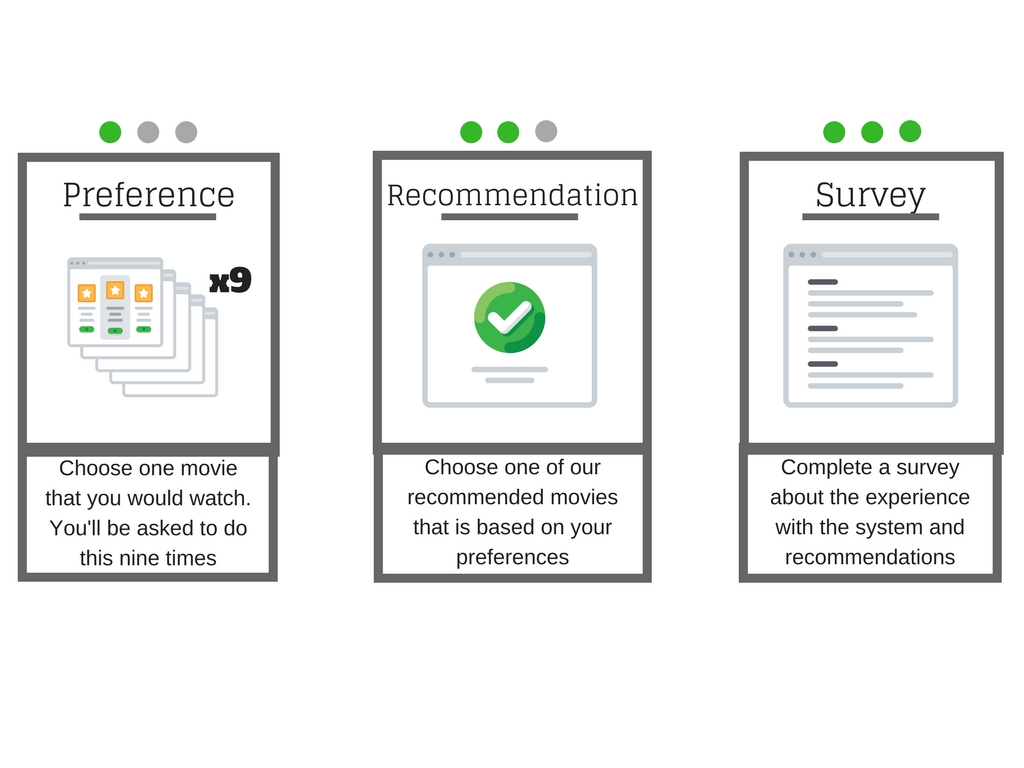 Preference
x9
Choose one movie
that you would watch.
You'll be asked to do
this nine times
Recommendation
Choose one of our
recommended movies
that is based on your
preferences
Survey
Complete a survey
about the experience
with the system and
recommendations